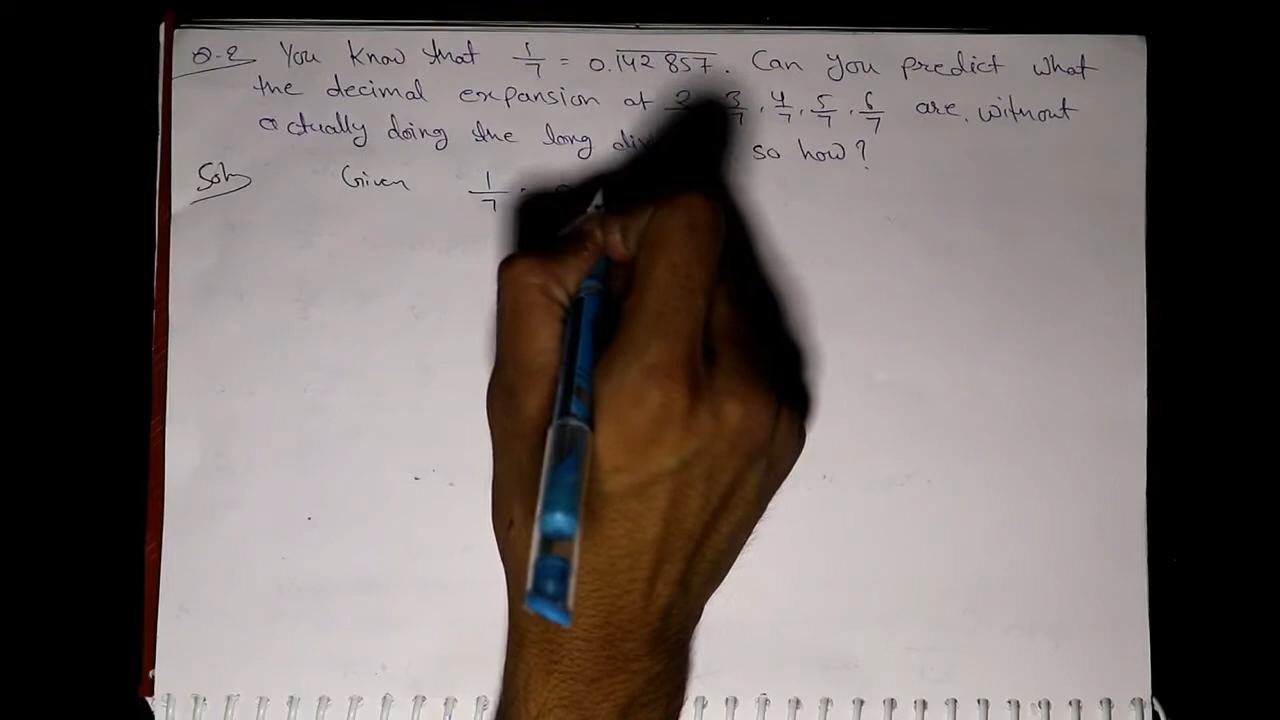 Q-2 You know that 1/7 = 0.142857. Can you predict what
the decimal expansion of 2/ 3/7, 4/7, 5/7, 6/7 are, without
actually doing the long so how?
Soln Given 1/7